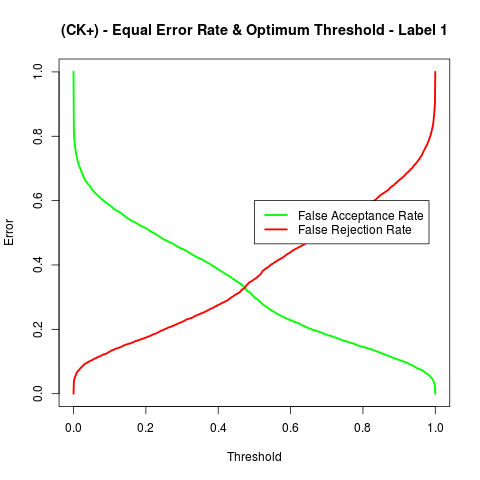 (CK+) - Equal Error Rate & Optimum Threshold - Label 1
Error
1.0
0.8
0.6
0.4
0.2
0.0
False Acceptance Rate
False Rejection Rate
0.0 0.2 0.4 0.6 0.8 1.0
Threshold